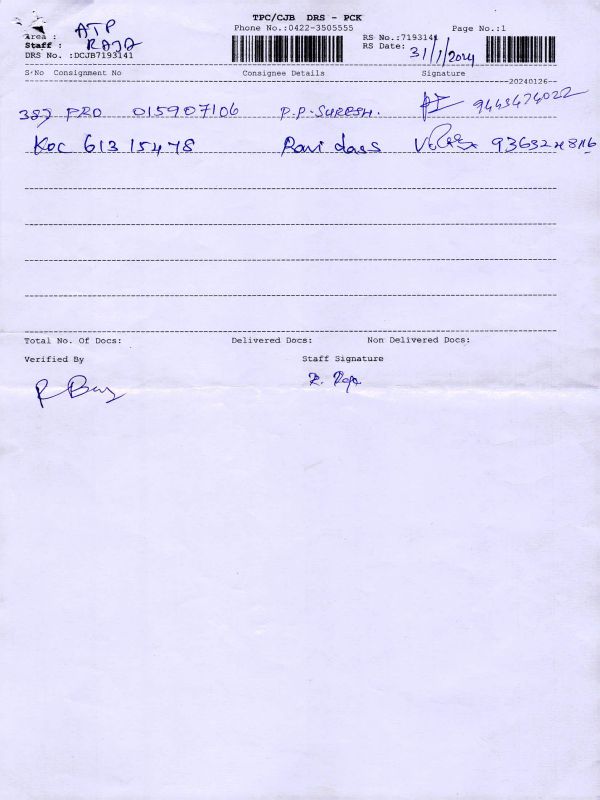 TPC/CJB DRS - PCK
Phone No.:0422-3505555
Page No.:1
Area : ATP
Staff : RAJA
DRS No. :DCJB7193141
RS No.:7193141
RS Date: 31/1/2024
S/No Consignment No Consignee Details Signature
20240126
387 PRO 015907106 P.P. SURESH. 9443474022
KOC 61315478 Ravi dass
Total No. Of Docs: Delivered Docs: Non Delivered Docs:
Verified By Staff Signature